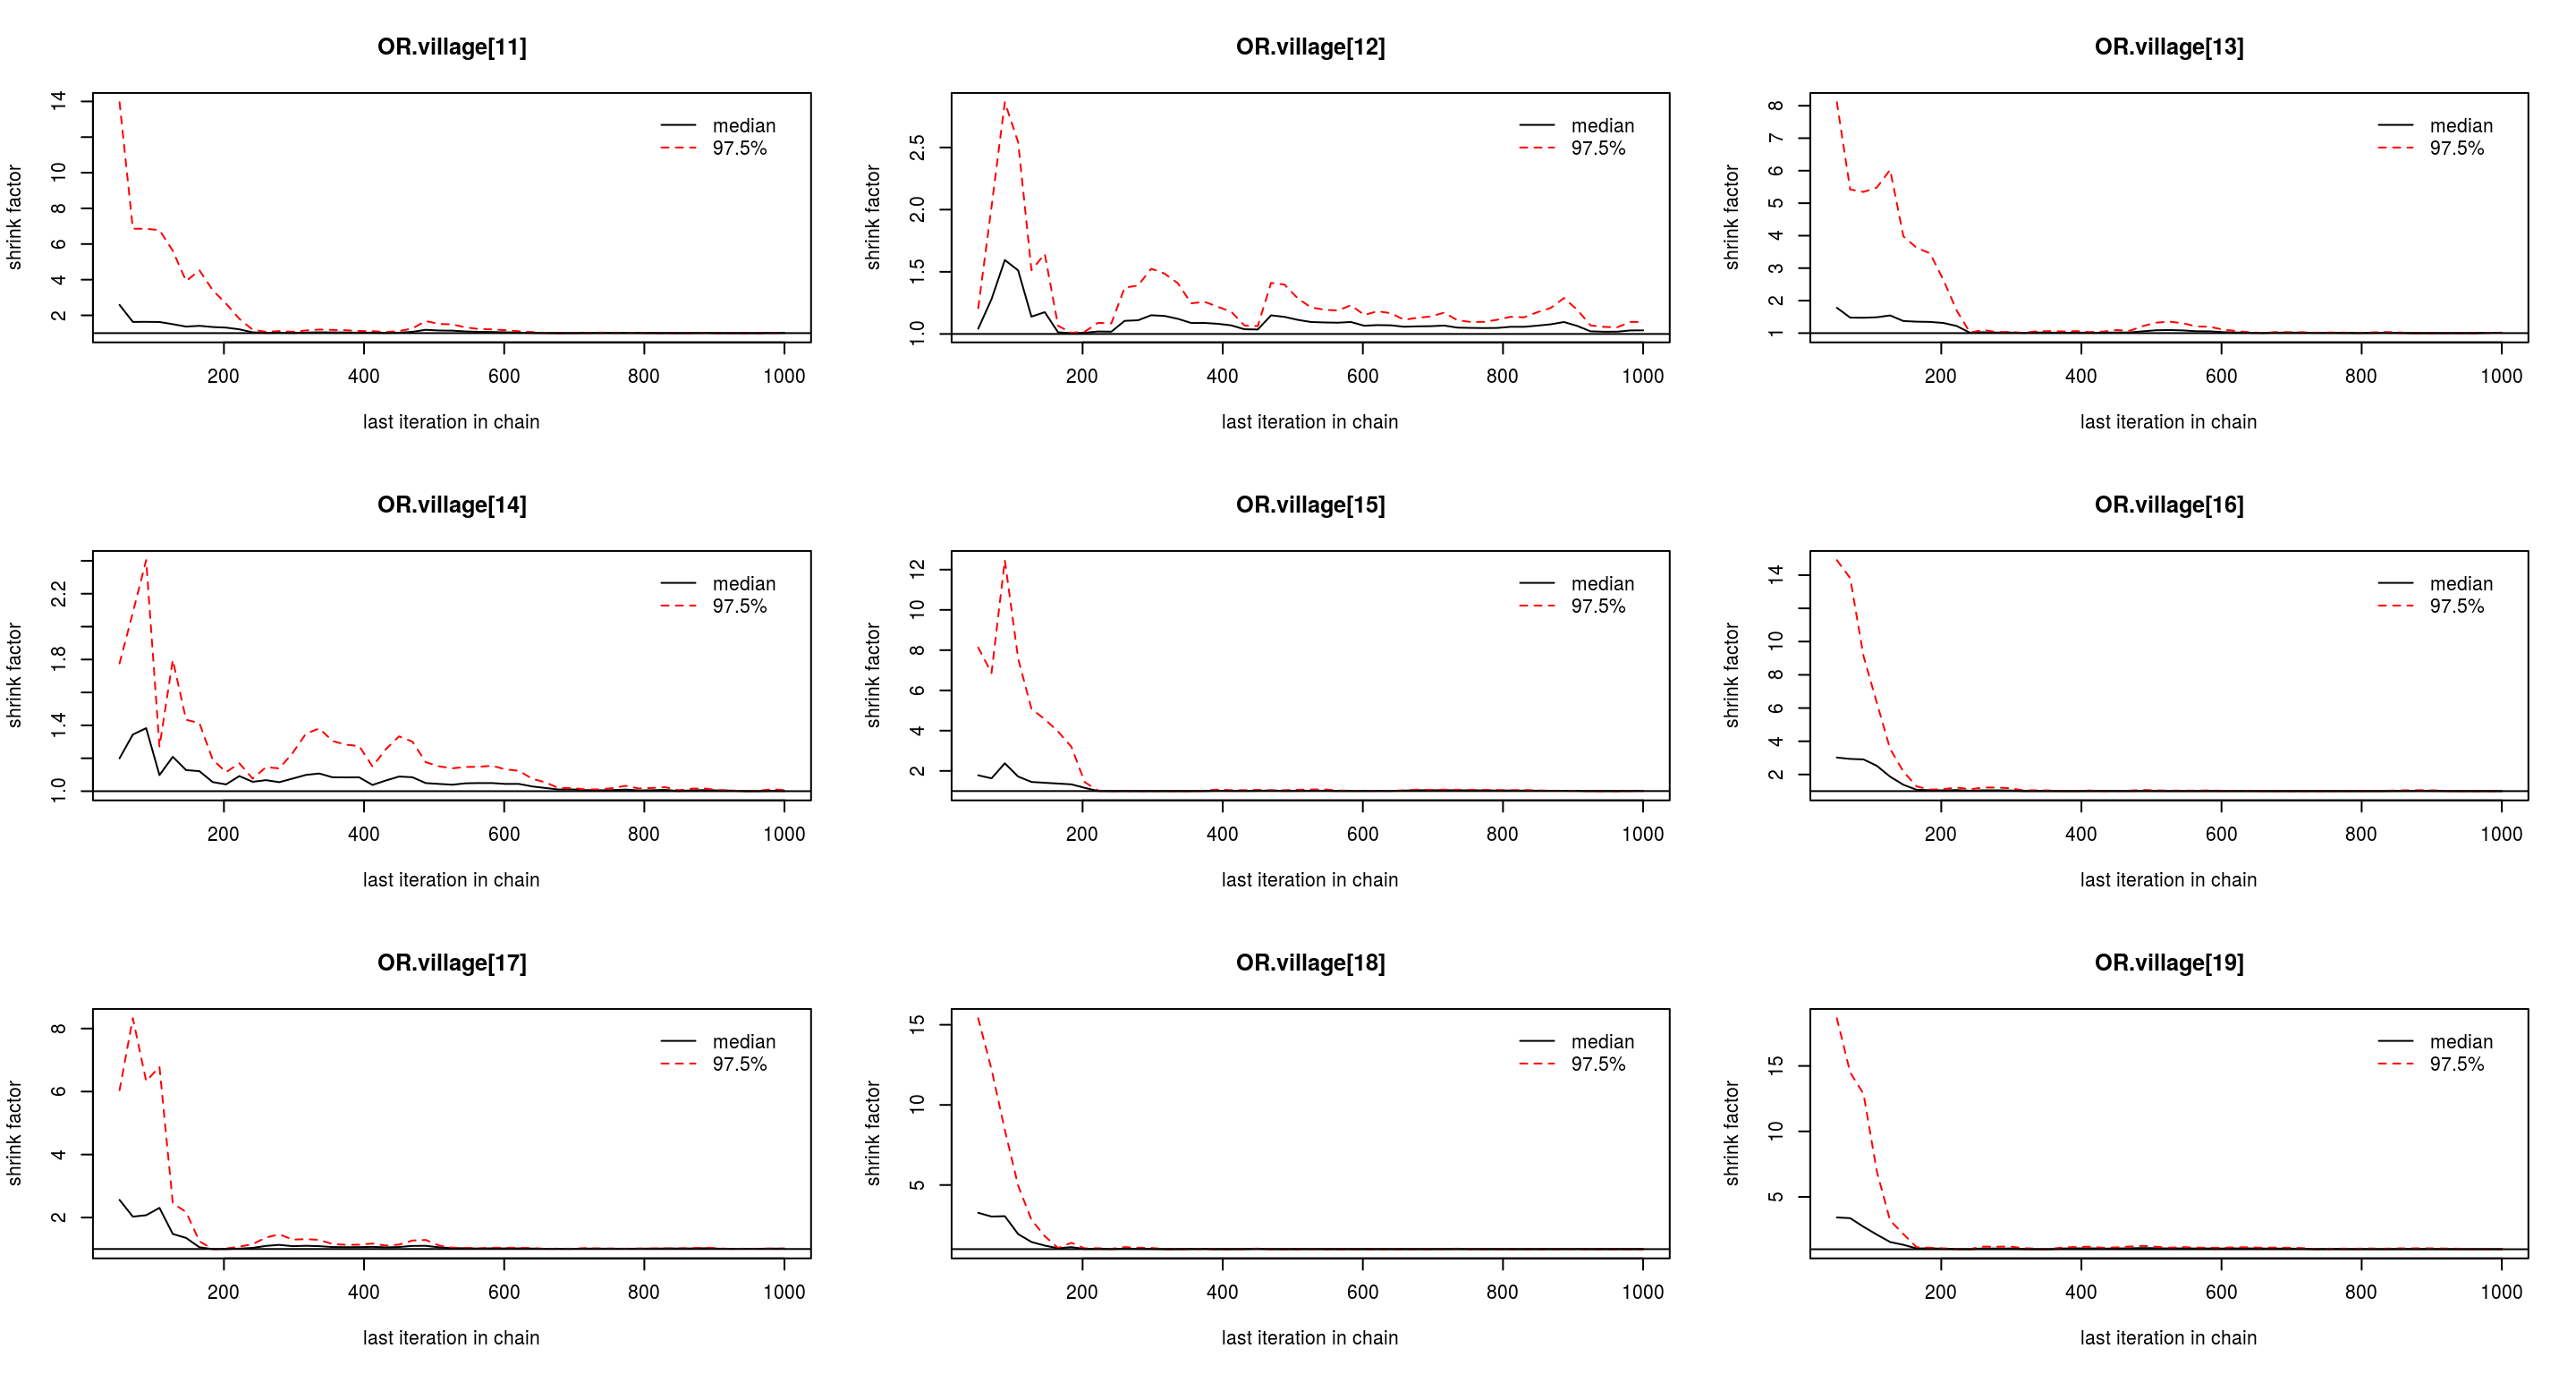 OR.village[11]
shrink factor
2 4 6 8 10 14
median
97.5%
200 400 600 800 1000
last iteration in chain
OR.village[12]
shrink factor
1.0 1.5 2.0 2.5
median
97.5%
200 400 600 800 1000
last iteration in chain
OR.village[13]
shrink factor
1 2 3 4 5 6 7 8
median
97.5%
200 400 600 800 1000
last iteration in chain
OR.village[14]
shrink factor
1.0 1.4 1.8 2.2
median
97.5%
200 400 600 800 1000
last iteration in chain
OR.village[15]
shrink factor
2 4 6 8 10 12
median
97.5%
200 400 600 800 1000
last iteration in chain
OR.village[16]
shrink factor
2 4 6 8 10 14
median
97.5%
200 400 600 800 1000
last iteration in chain
OR.village[17]
shrink factor
2 4 6 8
median
97.5%
200 400 600 800 1000
last iteration in chain
OR.village[18]
shrink factor
5 10 15
median
97.5%
200 400 600 800 1000
last iteration in chain
OR.village[19]
shrink factor
5 10 15
median
97.5%
200 400 600 800 1000
last iteration in chain